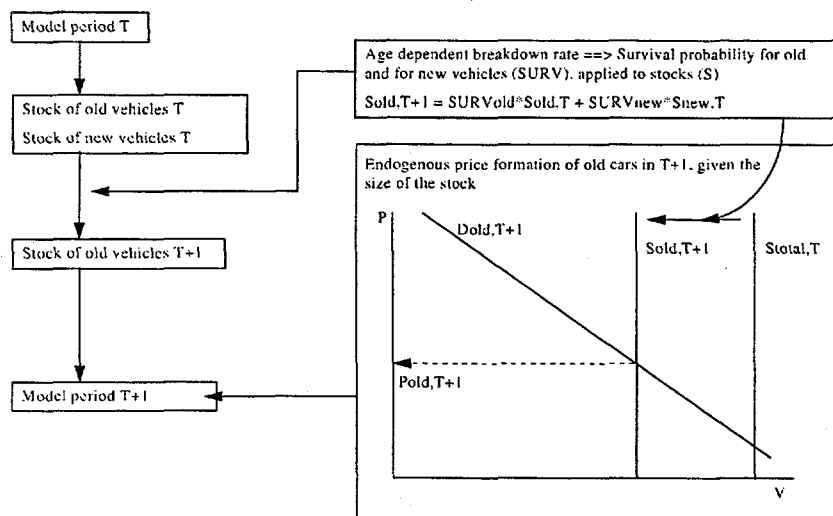 Model period T
Age dependent breakdown rate ==> Survival probability for old
and for new vehicles (SURV), applied to stocks (S)
Sold,T+1 = SURVold*Sold,T + SURVnew*Snew,T
Stock of old vehicles T
Stock of new vehicles T
Endogenous price formation of old cars in T+1, given the
size of the stock
P
Dold,T+1
Sold,T+1
Stotal,T
Stock of old vehicles T+1
Pold,T+1
Model period T+1
V